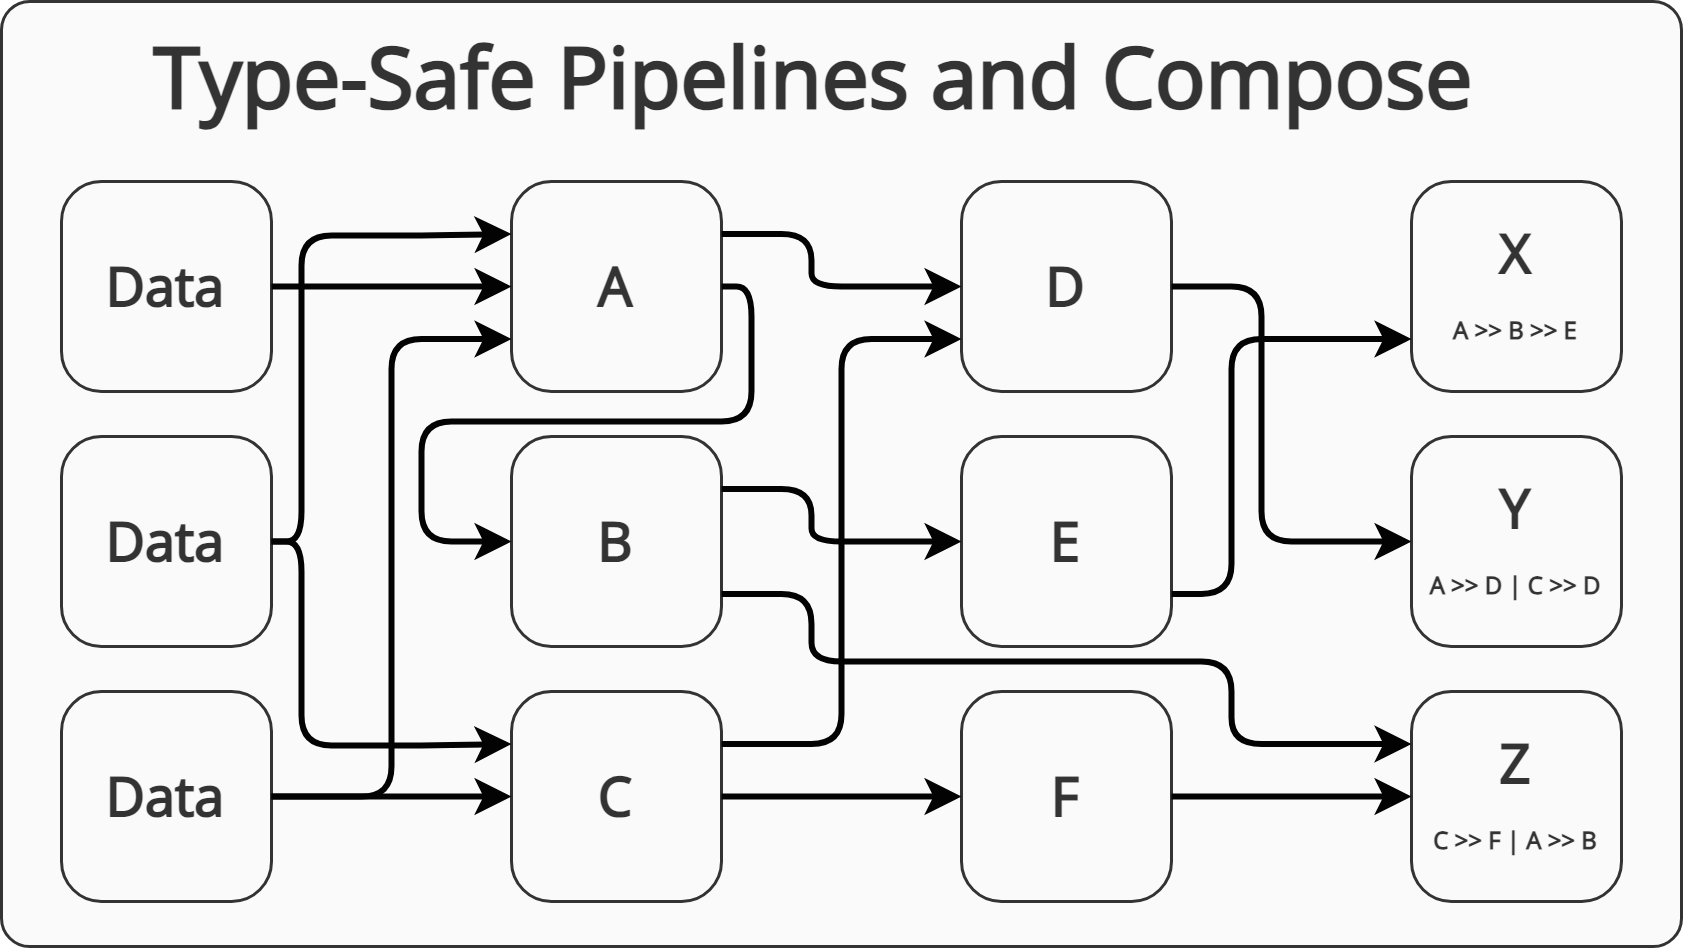 Type-Safe Pipelines and Compose
Data
A
D
X
A >> B >> E
Data
B
E
Y
A >> D | C >> D
Data
C
F
Z
C >> F | A >> B